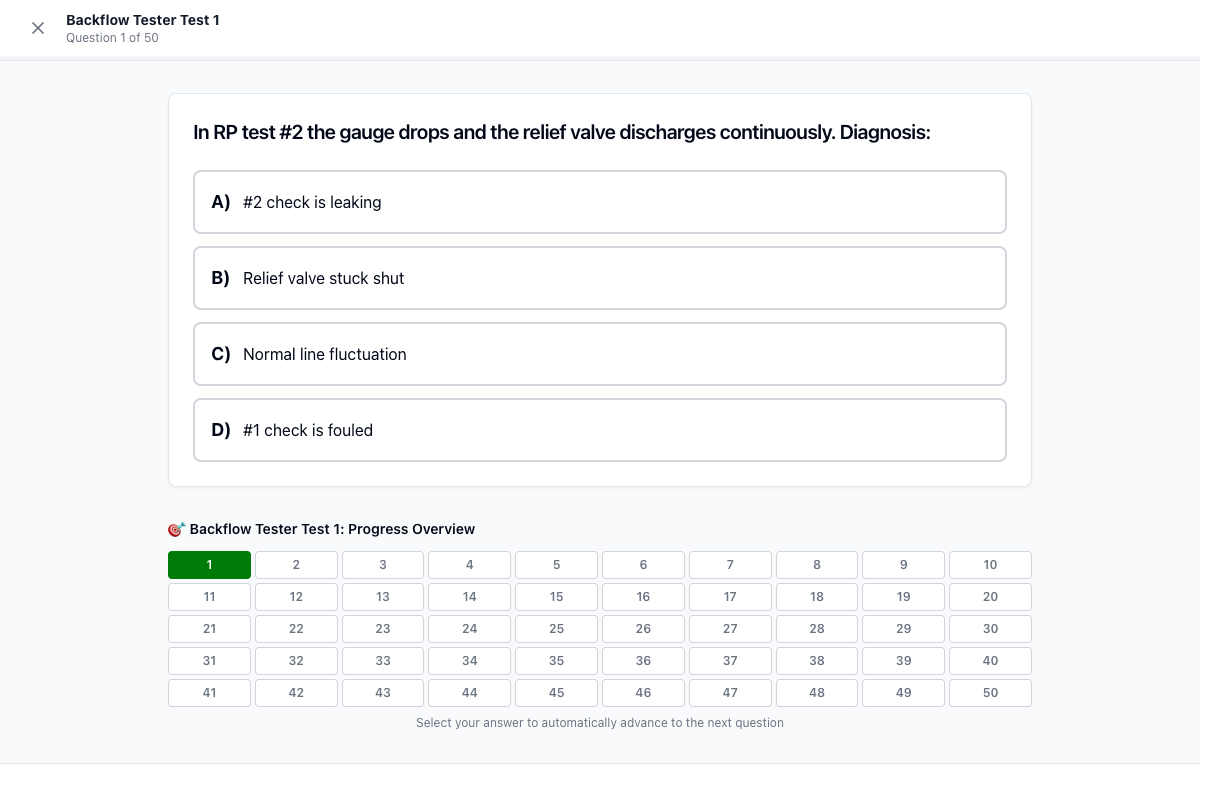 Backflow Tester Test 1
Question 1 of 50
In RP test #2 the gauge drops and the relief valve discharges continuously. Diagnosis:
A) #2 check is leaking
B) Relief valve stuck shut
C) Normal line fluctuation
D) #1 check is fouled
🎯 Backflow Tester Test 1: Progress Overview
1 2 3 4 5 6 7 8 9 10
11 12 13 14 15 16 17 18 19 20
21 22 23 24 25 26 27 28 29 30
31 32 33 34 35 36 37 38 39 40
41 42 43 44 45 46 47 48 49 50
Select your answer to automatically advance to the next question